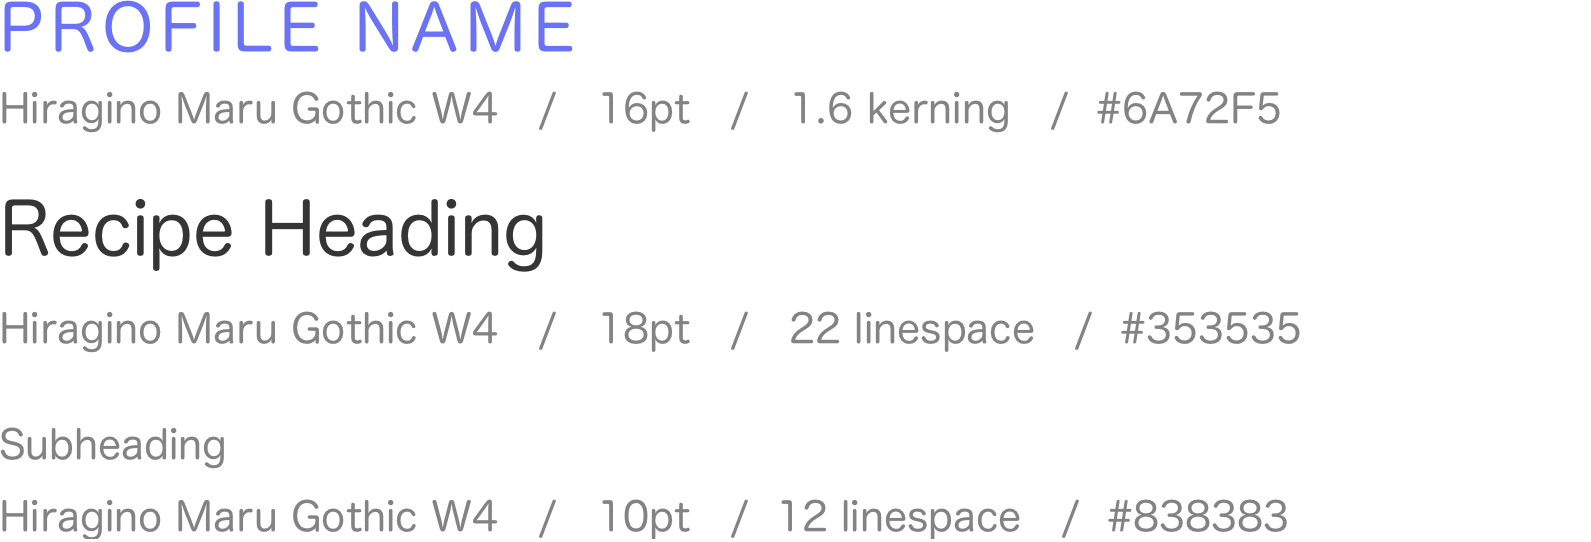 PROFILE NAME
Hiragino Maru Gothic W4 / 16pt / 1.6 kerning / #6A72F5
Recipe Heading
Hiragino Maru Gothic W4 / 18pt / 22 linespace / #353535
Subheading
Hiragino Maru Gothic W4 / 10pt / 12 linespace / #838383